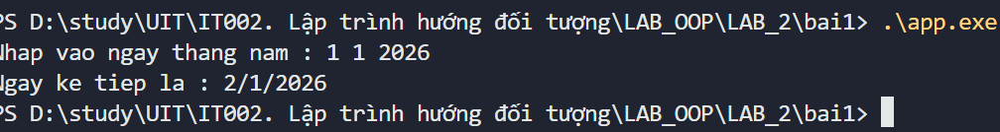 PS D:\study\UIT\IT002. Lập trình hướng đối tượng\LAB_OOP\LAB_2\bai1> .\app.exe
Nhap vao ngay thang nam : 1 1 2026
Ngay ke tiep la : 2/1/2026
PS D:\study\UIT\IT002. Lập trình hướng đối tượng\LAB_OOP\LAB_2\bai1>